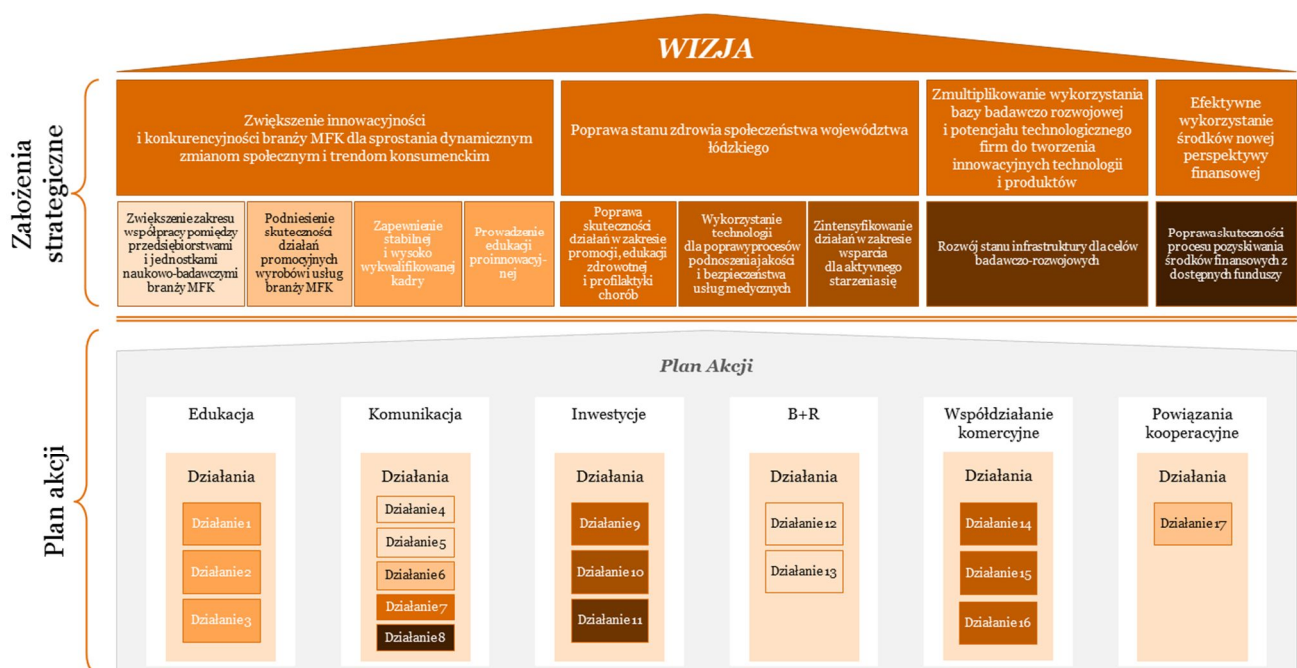 WIZJA
Założenia
strategiczne
Zwiększenie innowacyjności
i konkurencyjności branży MFK dla sprostania dynamicznym
zmianom społecznym i trendom konsumenckim
Poprawa stanu zdrowia społeczeństwa województwa
łódzkiego
Zmultiplikowanie wykorzystania
bazy badawczo rozwojowej
i potencjału technologicznego
firm do tworzenia
innowacyjnych technologii
i produktów
Efektywne
wykorzystanie
środków nowej
perspektywy
finansowej
Zwiększenie zakresu
współpracy pomiędzy
przedsiębiorstwami
i jednostkami
naukowo-badawczymi
branży MFK
Podniesienie
skuteczności
działań
promocyjnych
wyrobów i usług
branży MFK
Zapewnienie
stabilnej
i wysoko
wykwalifikowanej
kadry
Prowadzenie
edukacji
proinnowacyj-
nej
Poprawa
skuteczności
działań w zakresie
promocji, edukacji
zdrowotnej
i profilaktyki
chorób
Wykorzystanie
technologii
dla poprawy procesów
podnoszenia jakości
i bezpieczeństwa
usług medycznych
Zintensyfikowanie
działań w zakresie
wsparcia
dla aktywnego
starzenia się
Rozwój stanu infrastruktury dla celów
badawczo-rozwojowych
Poprawa skuteczności
procesu pozyskiwania
środków finansowych z
dostępnych funduszy
Plan akcji
Plan Akcji
Edukacja
Działania
Działanie 1
Działanie 2
Działanie 3
Komunikacja
Działania
Działanie 4
Działanie 5
Działanie 6
Działanie 7
Działanie 8
Inwestycje
Działania
Działanie 9
Działanie 10
Działanie 11
B+R
Działania
Działanie 12
Działanie 13
Współdziałanie
komercyjne
Działania
Działanie 14
Działanie 15
Działanie 16
Powiązania
kooperacyjne
Działania
Działanie 17